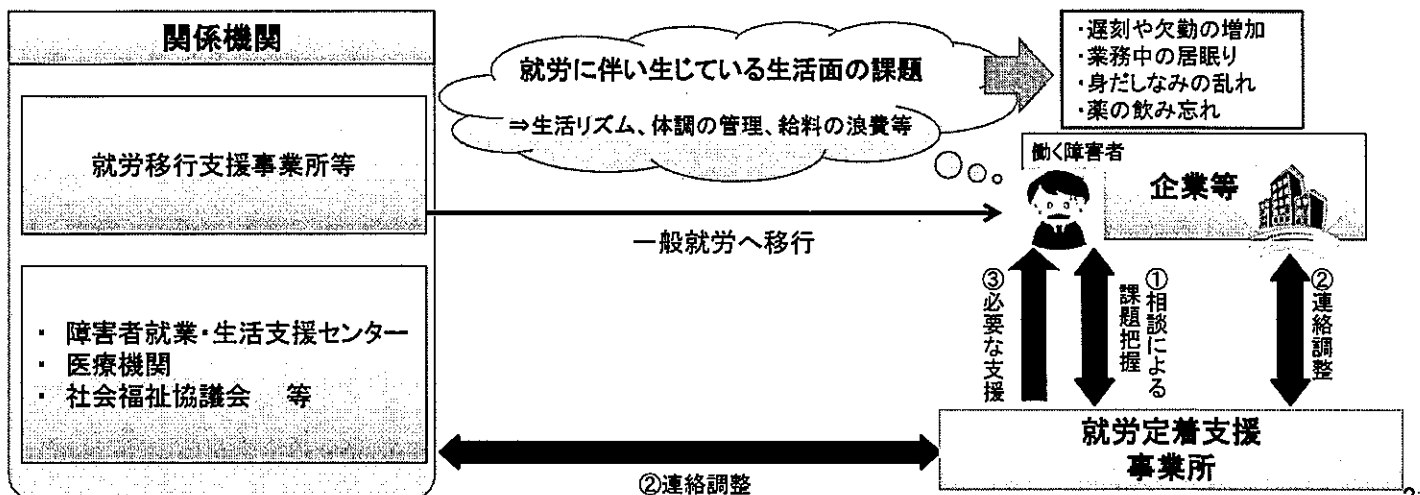 関係機関
就労移行支援事業所等
・ 障害者就業・生活支援センター
・ 医療機関
・ 社会福祉協議会　等
就労に伴い生じている生活面の課題
⇒生活リズム、体調の管理、給料の浪費等
・遅刻や欠勤の増加
・業務中の居眠り
・身だしなみの乱れ
・薬の飲み忘れ
働く障害者
企業等
一般就労へ移行
③必要な支援
①相談による
課題把握
②連絡調整
就労定着支援
事業所
②連絡調整